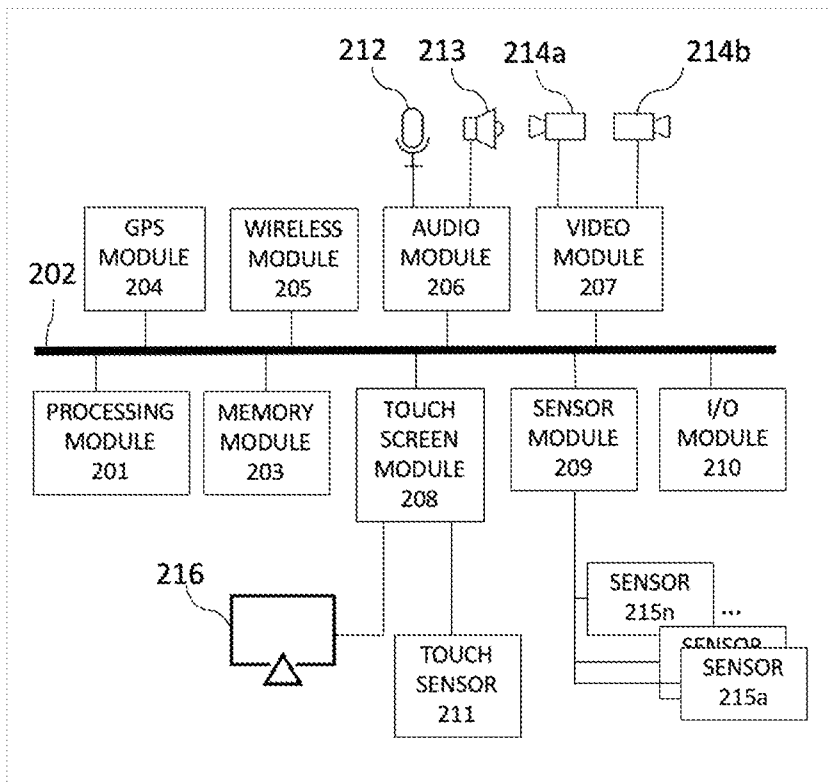 212
213
214a
214b
GPS
MODULE
204
WIRELESS
MODULE
205
AUDIO
MODULE
206
VIDEO
MODULE
207
202
PROCESSING
MODULE
201
MEMORY
MODULE
203
TOUCH
SCREEN
MODULE
208
SENSOR
MODULE
209
I/O
MODULE
210
216
SENSOR
215n
...
SENSOR
SENSOR
215a
TOUCH
SENSOR
211